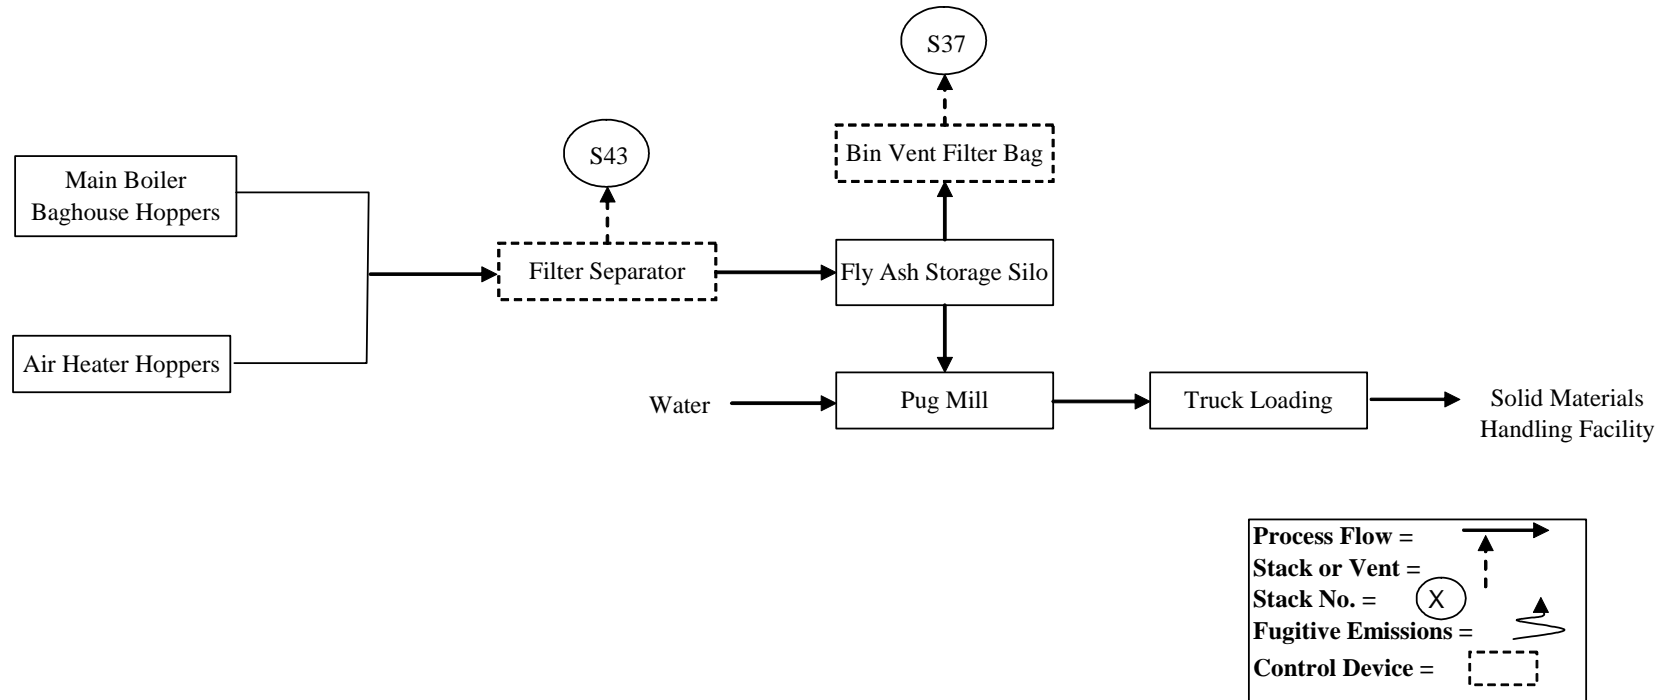 S37
S43
Bin Vent Filter Bag
Main Boiler
Baghouse Hoppers
Filter Separator
Fly Ash Storage Silo
Air Heater Hoppers
Water
Pug Mill
Truck Loading
Solid Materials
Handling Facility
Process Flow =
Stack or Vent =
Stack No. = X
Fugitive Emissions =
Control Device =